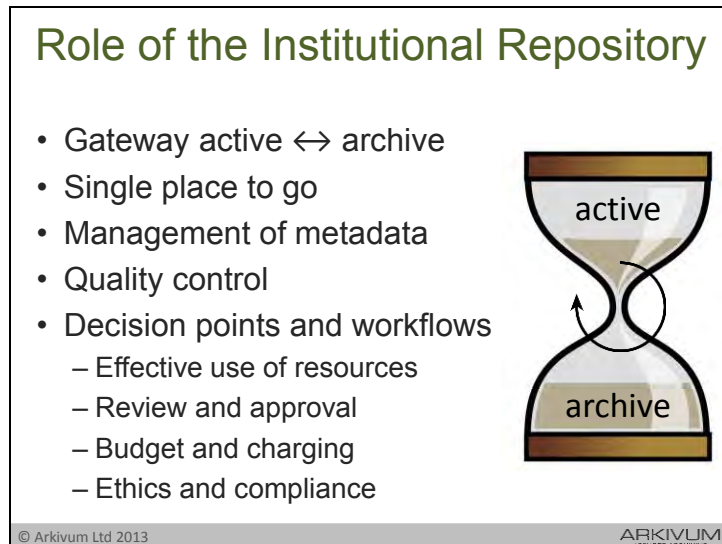 Role of the Institutional Repository
• Gateway active ↔ archive
• Single place to go
• Management of metadata
• Quality control
• Decision points and workflows
– Effective use of resources
– Review and approval
– Budget and charging
– Ethics and compliance
active
archive
© Arkivum Ltd 2013
ARKIVUM